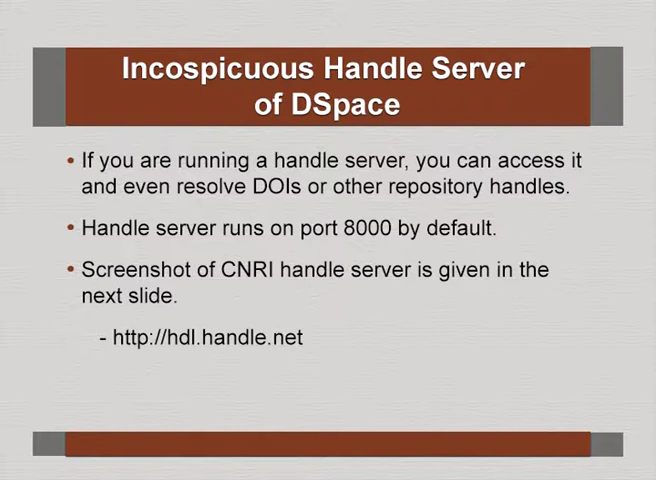 Incospicuous Handle Server
of DSpace
• If you are running a handle server, you can access it
and even resolve DOIs or other repository handles.
• Handle server runs on port 8000 by default.
• Screenshot of CNRI handle server is given in the
next slide.
- http://hdl.handle.net